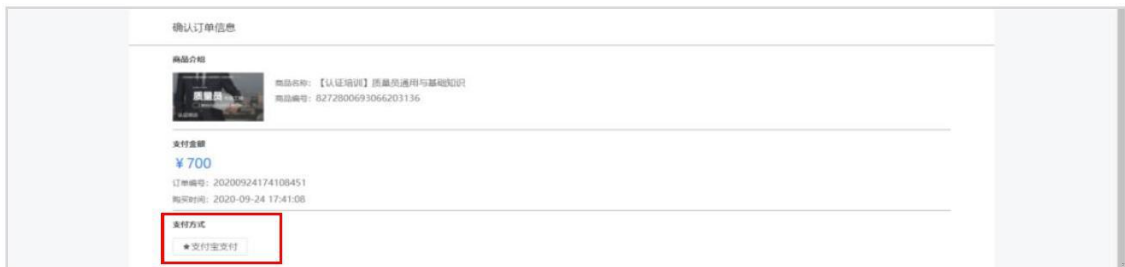 确认订单信息
商品介绍
质量员
商品名称：【认证培训】质量员通用与基础知识
商品编号：8272800693066203136
支付金额
￥700
订单编号：20200924174108451
购买时间：2020-09-24 17:41:08
支付方式
★支付宝支付